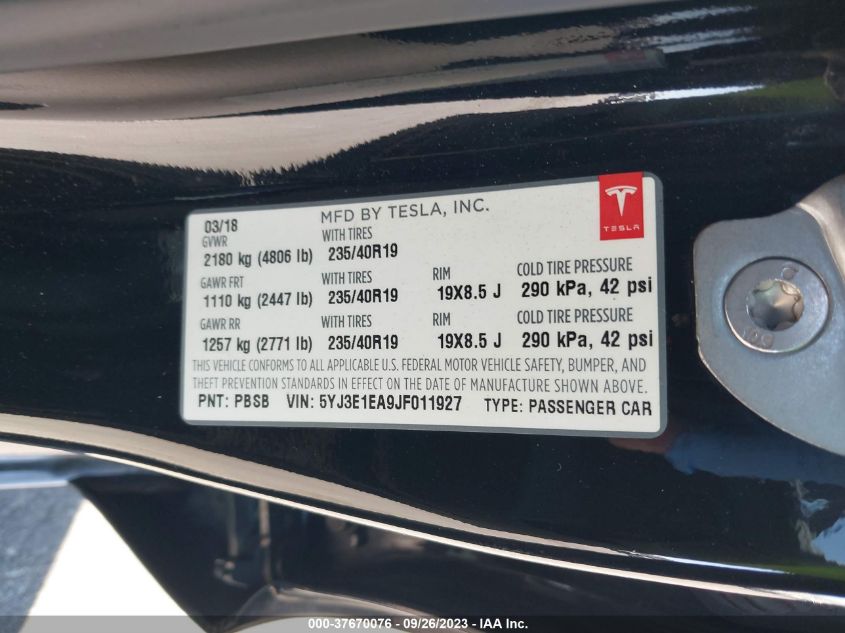 MFD BY TESLA, INC.
TESLA
03/18
GVWR WITH TIRES
2180 kg (4806 lb) 235/40R19
GAWR FRT WITH TIRES RIM COLD TIRE PRESSURE
1110 kg (2447 lb) 235/40R19 19X8.5 J 290 kPa, 42 psi
GAWR RR WITH TIRES RIM COLD TIRE PRESSURE
1257 kg (2771 lb) 235/40R19 19X8.5 J 290 kPa, 42 psi
THIS VEHICLE CONFORMS TO ALL APPLICABLE U.S. FEDERAL MOTOR VEHICLE SAFETY, BUMPER, AND
THEFT PREVENTION STANDARDS IN EFFECT ON THE DATE OF MANUFACTURE SHOWN ABOVE.
PNT: PBSB VIN: 5YJ3E1EA9JF011927 TYPE: PASSENGER CAR
000-37670076 - 09/26/2023 - IAA Inc.